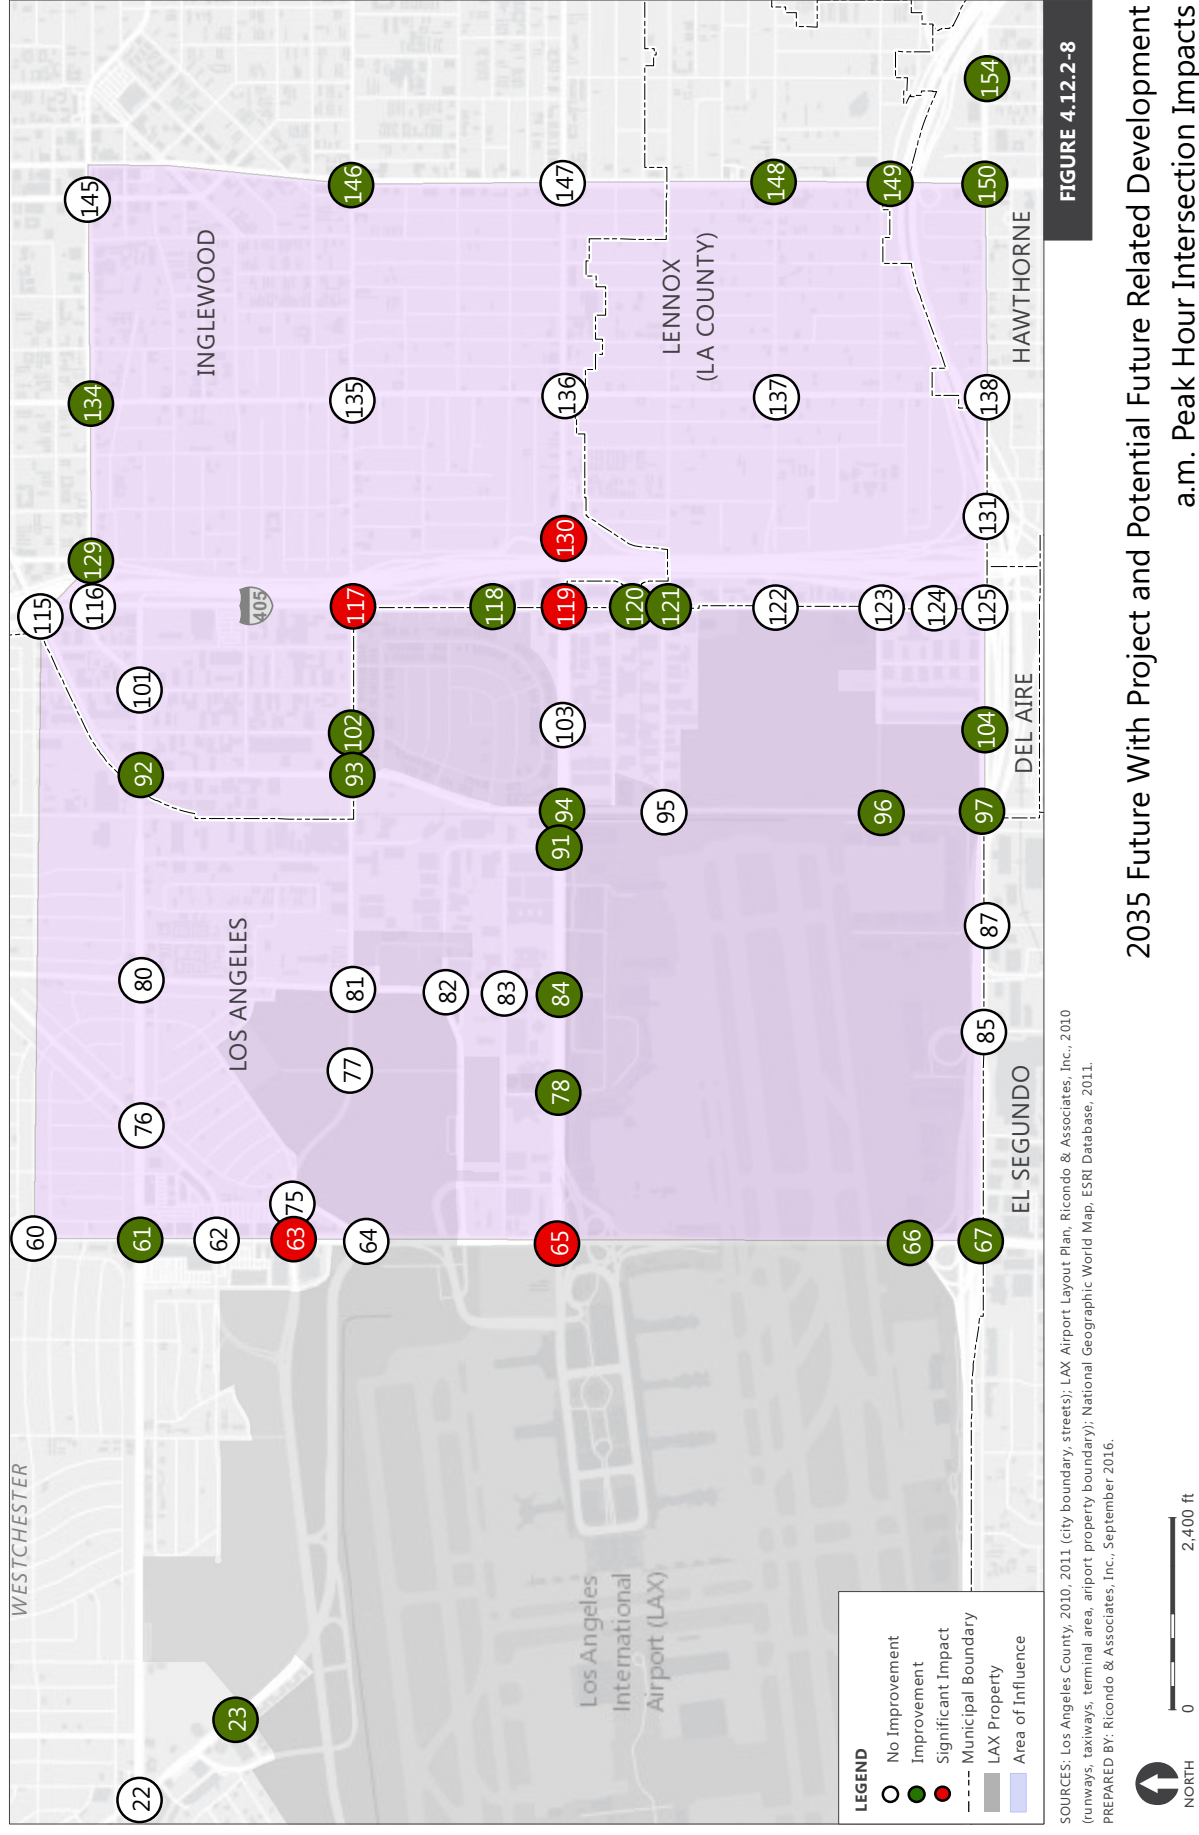 WESTCHESTER
60
115
116
129
134
145
22
61
76
80
92
101
INGLEWOOD
62
23
LOS ANGELES
405
63
75
64
77
81
93
102
117
135
146
82
83
118
65
78
84
91
94
103
119
130
136
147
Los Angeles
International
Airport (LAX)
95
120
121
LENNOX
(LA COUNTY)
122
137
148
66
96
123
149
124
67
85
87
97
104
125
131
138
150
154
EL SEGUNDO
DEL AIRE
HAWTHORNE
LEGEND
No Improvement
Improvement
Significant Impact
Municipal Boundary
LAX Property
Area of Influence
SOURCES: Los Angeles County, 2010, 2011 (city boundary, streets); LAX Airport Layout Plan, Ricondo & Associates, Inc., 2010
(runways, taxiways, terminal area, ariport property boundary); National Geographic World Map, ESRI Database, 2011.
PREPARED BY: Ricondo & Associates, Inc., September 2016.
FIGURE 4.12.2-8
2035 Future With Project and Potential Future Related Development
a.m. Peak Hour Intersection Impacts
NORTH
0
2,400 ft